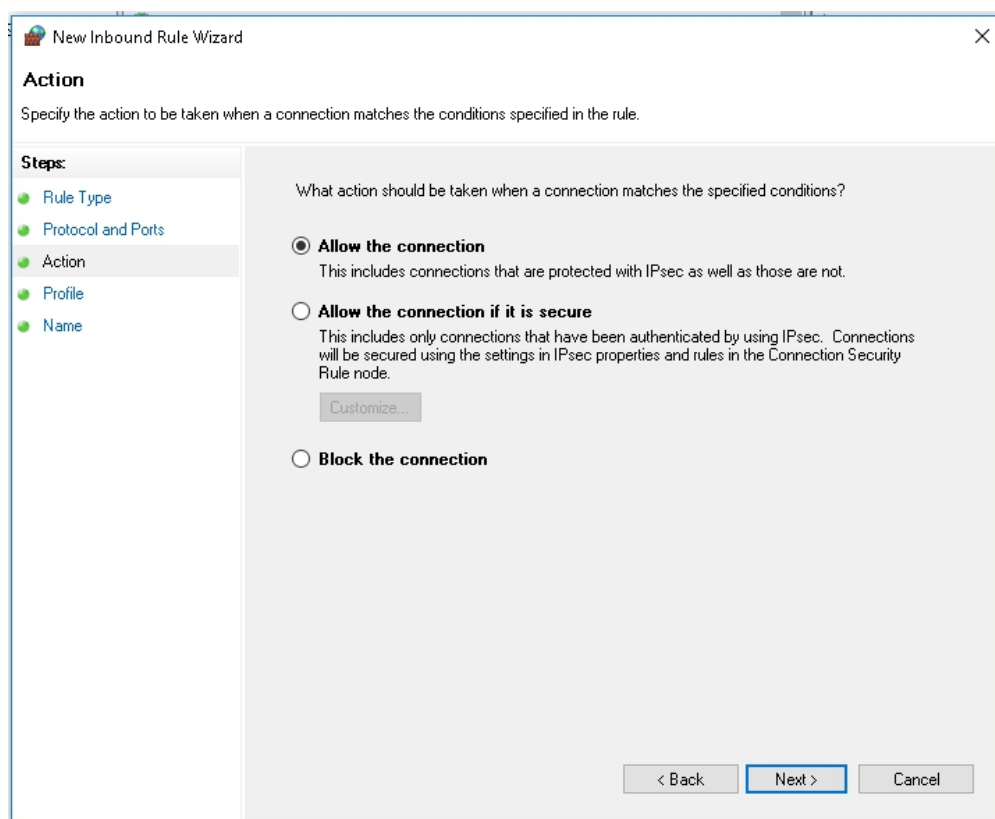 New Inbound Rule Wizard
Action
Specify the action to be taken when a connection matches the conditions specified in the rule.
Steps:
Rule Type
Protocol and Ports
Action
Profile
Name
What action should be taken when a connection matches the specified conditions?
Allow the connection
This includes connections that are protected with IPsec as well as those are not.
Allow the connection if it is secure
This includes only connections that have been authenticated by using IPsec. Connections
will be secured using the settings in IPsec properties and rules in the Connection Security
Rule node.
Customize...
Block the connection
< Back
Next >
Cancel